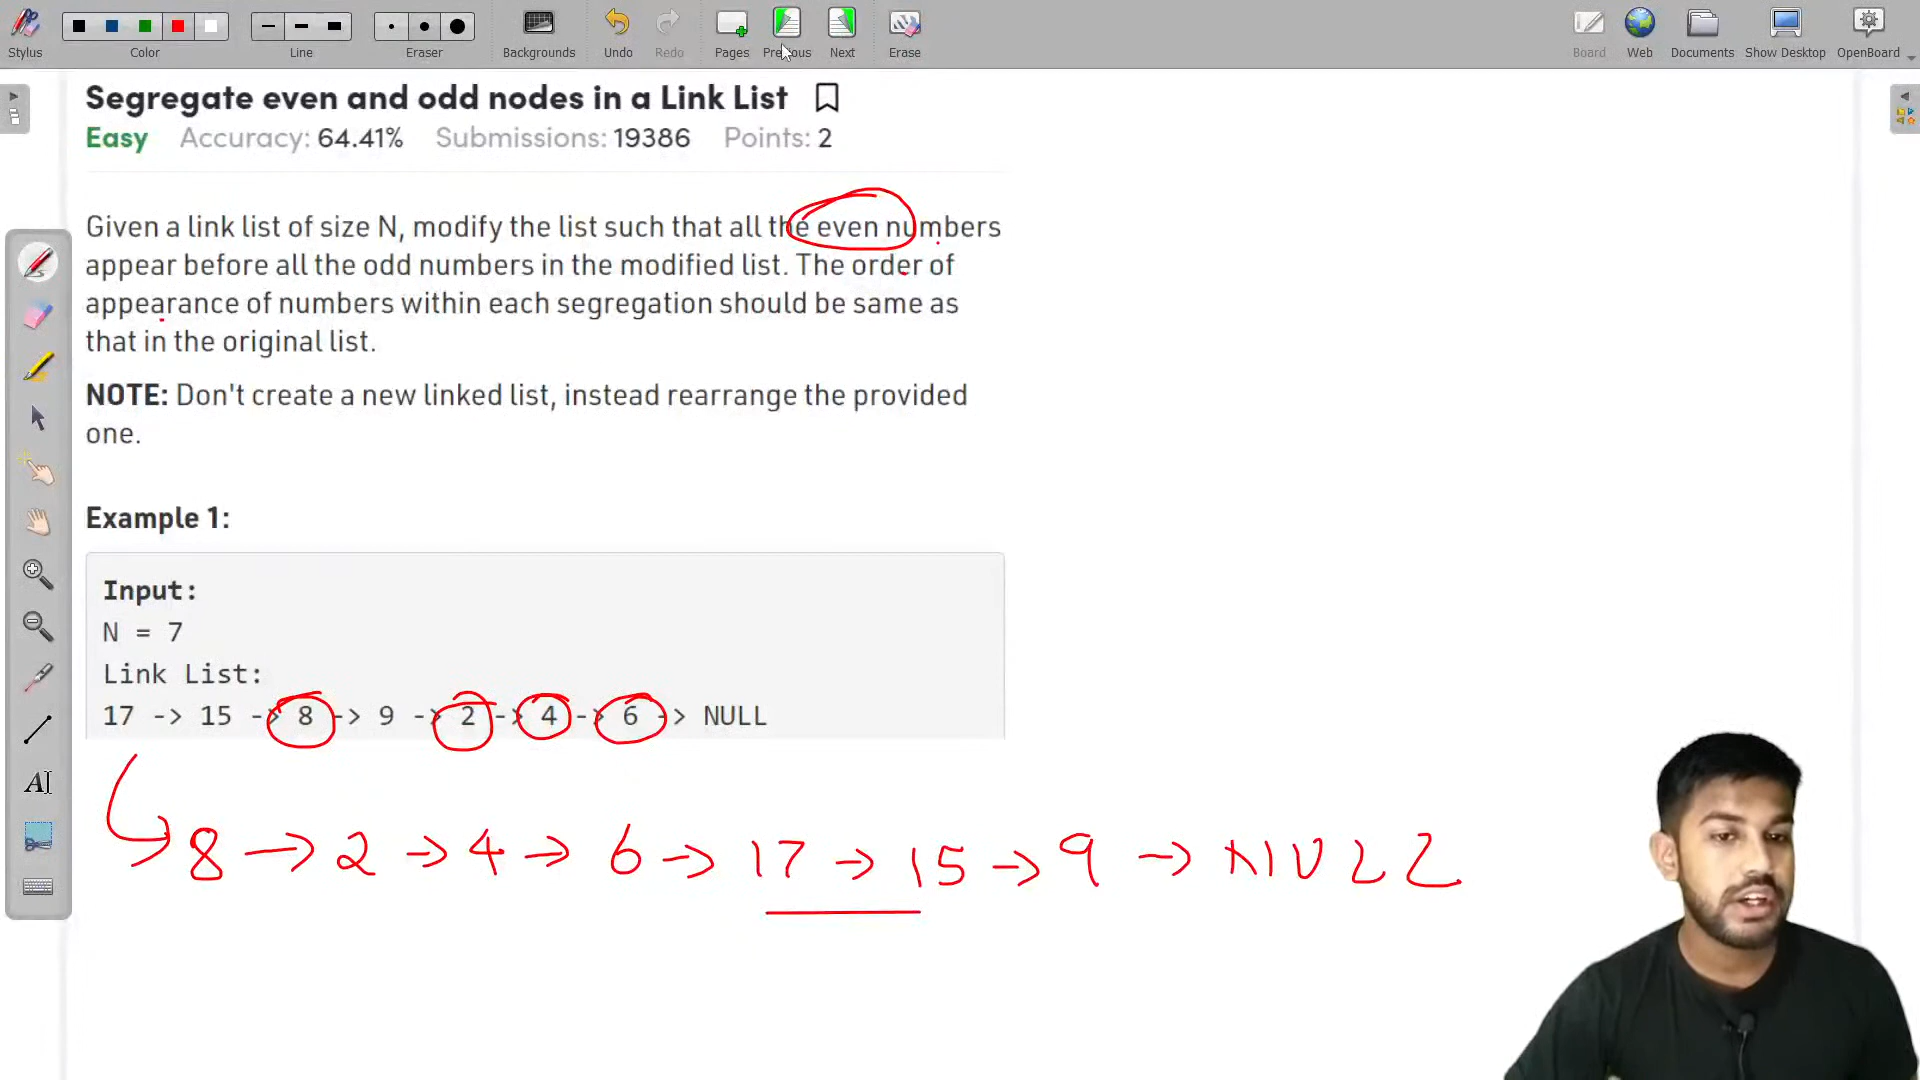 Stylus Color Line Eraser Backgrounds Undo Redo Pages Previous Next Erase Board Web Documents Show Desktop OpenBoard
Segregate even and odd nodes in a Link List
Easy Accuracy: 64.41% Submissions: 19386 Points: 2
Given a link list of size N, modify the list such that all the even numbers
appear before all the odd numbers in the modified list. The order of
appearance of numbers within each segregation should be same as
that in the original list.
NOTE: Don't create a new linked list, instead rearrange the provided
one.
Example 1:
Input:
N = 7
Link List:
17 -> 15 -> 8 -> 9 -> 2 -> 4 -> 6 -> NULL
8 -> 2 -> 4 -> 6 -> 17 -> 15 -> 9 -> NULL